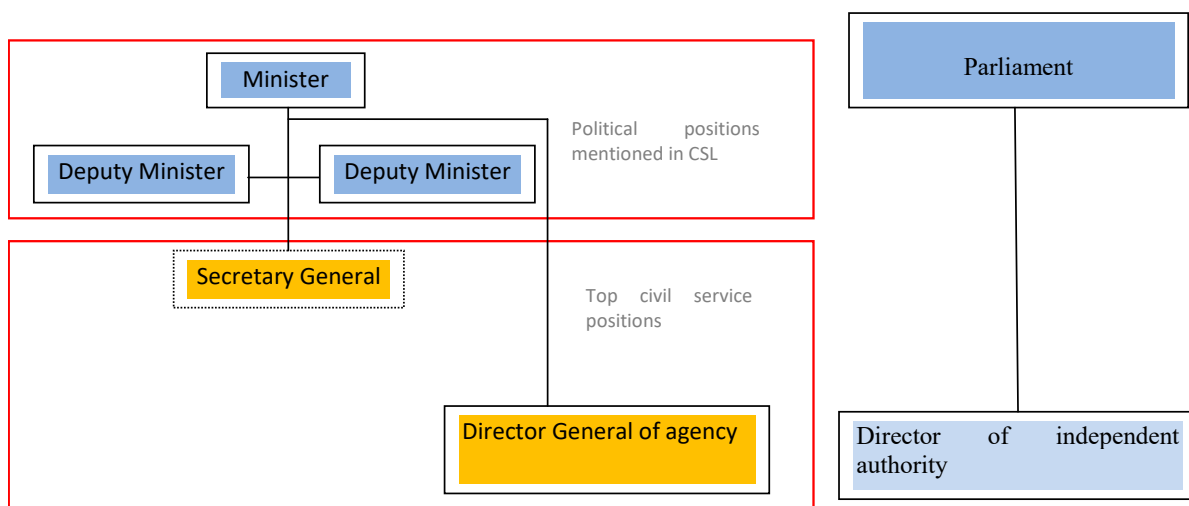 Minister
Parliament
Political positions
mentioned in CSL
Deputy Minister
Deputy Minister
Secretary General
Top civil service
positions
Director General of agency
Director of independent
authority